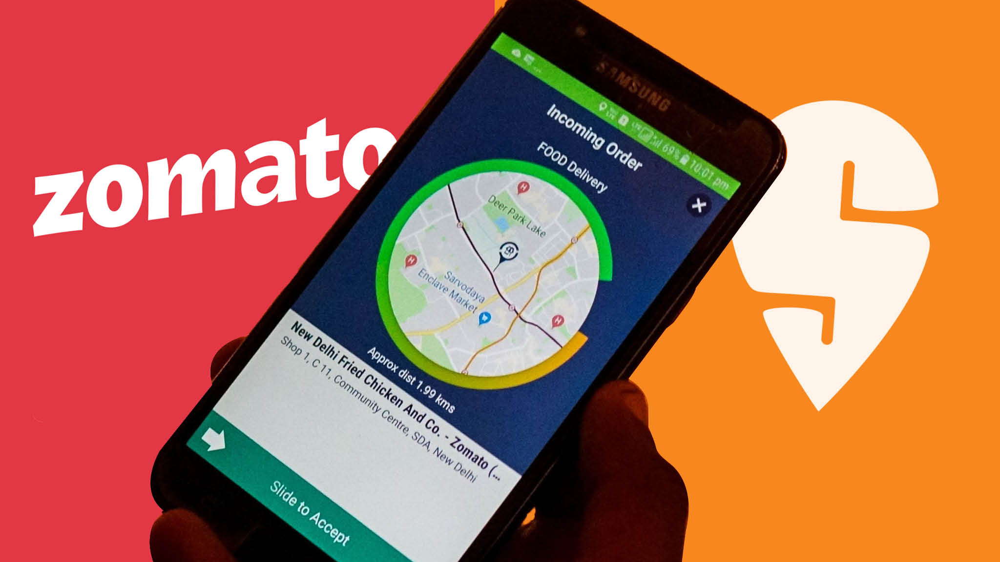 zomato
SAMSUNG
LTE LTE 69% 10:01 pm
Incoming Order
FOOD Delivery
Deer Park Lake
Sarvodaya
Enclave Market
Approx dist 1.99 kms
New Delhi Fried Chicken And Co. - Zomato (...
Shop 1, C 11, Community Centre, SDA, New Delhi
Slide to Accept